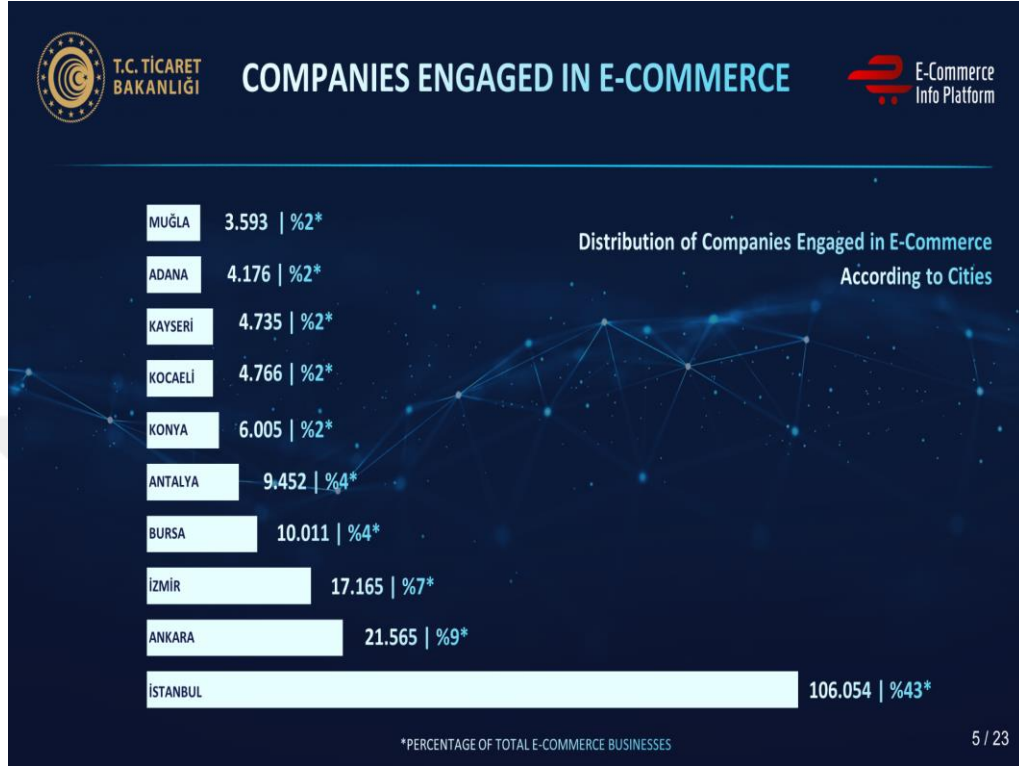 T.C. TİCARET
BAKANLIĞI
COMPANIES ENGAGED IN E-COMMERCE
E-Commerce
Info Platform
Distribution of Companies Engaged in E-Commerce
According to Cities
MUĞLA 3.593 | %2*
ADANA 4.176 | %2*
KAYSERİ 4.735 | %2*
KOCAELİ 4.766 | %2*
KONYA 6.005 | %2*
ANTALYA 9.452 | %4*
BURSA 10.011 | %4*
İZMİR 17.165 | %7*
ANKARA 21.565 | %9*
İSTANBUL 106.054 | %43*
*PERCENTAGE OF TOTAL E-COMMERCE BUSINESSES
5 / 23